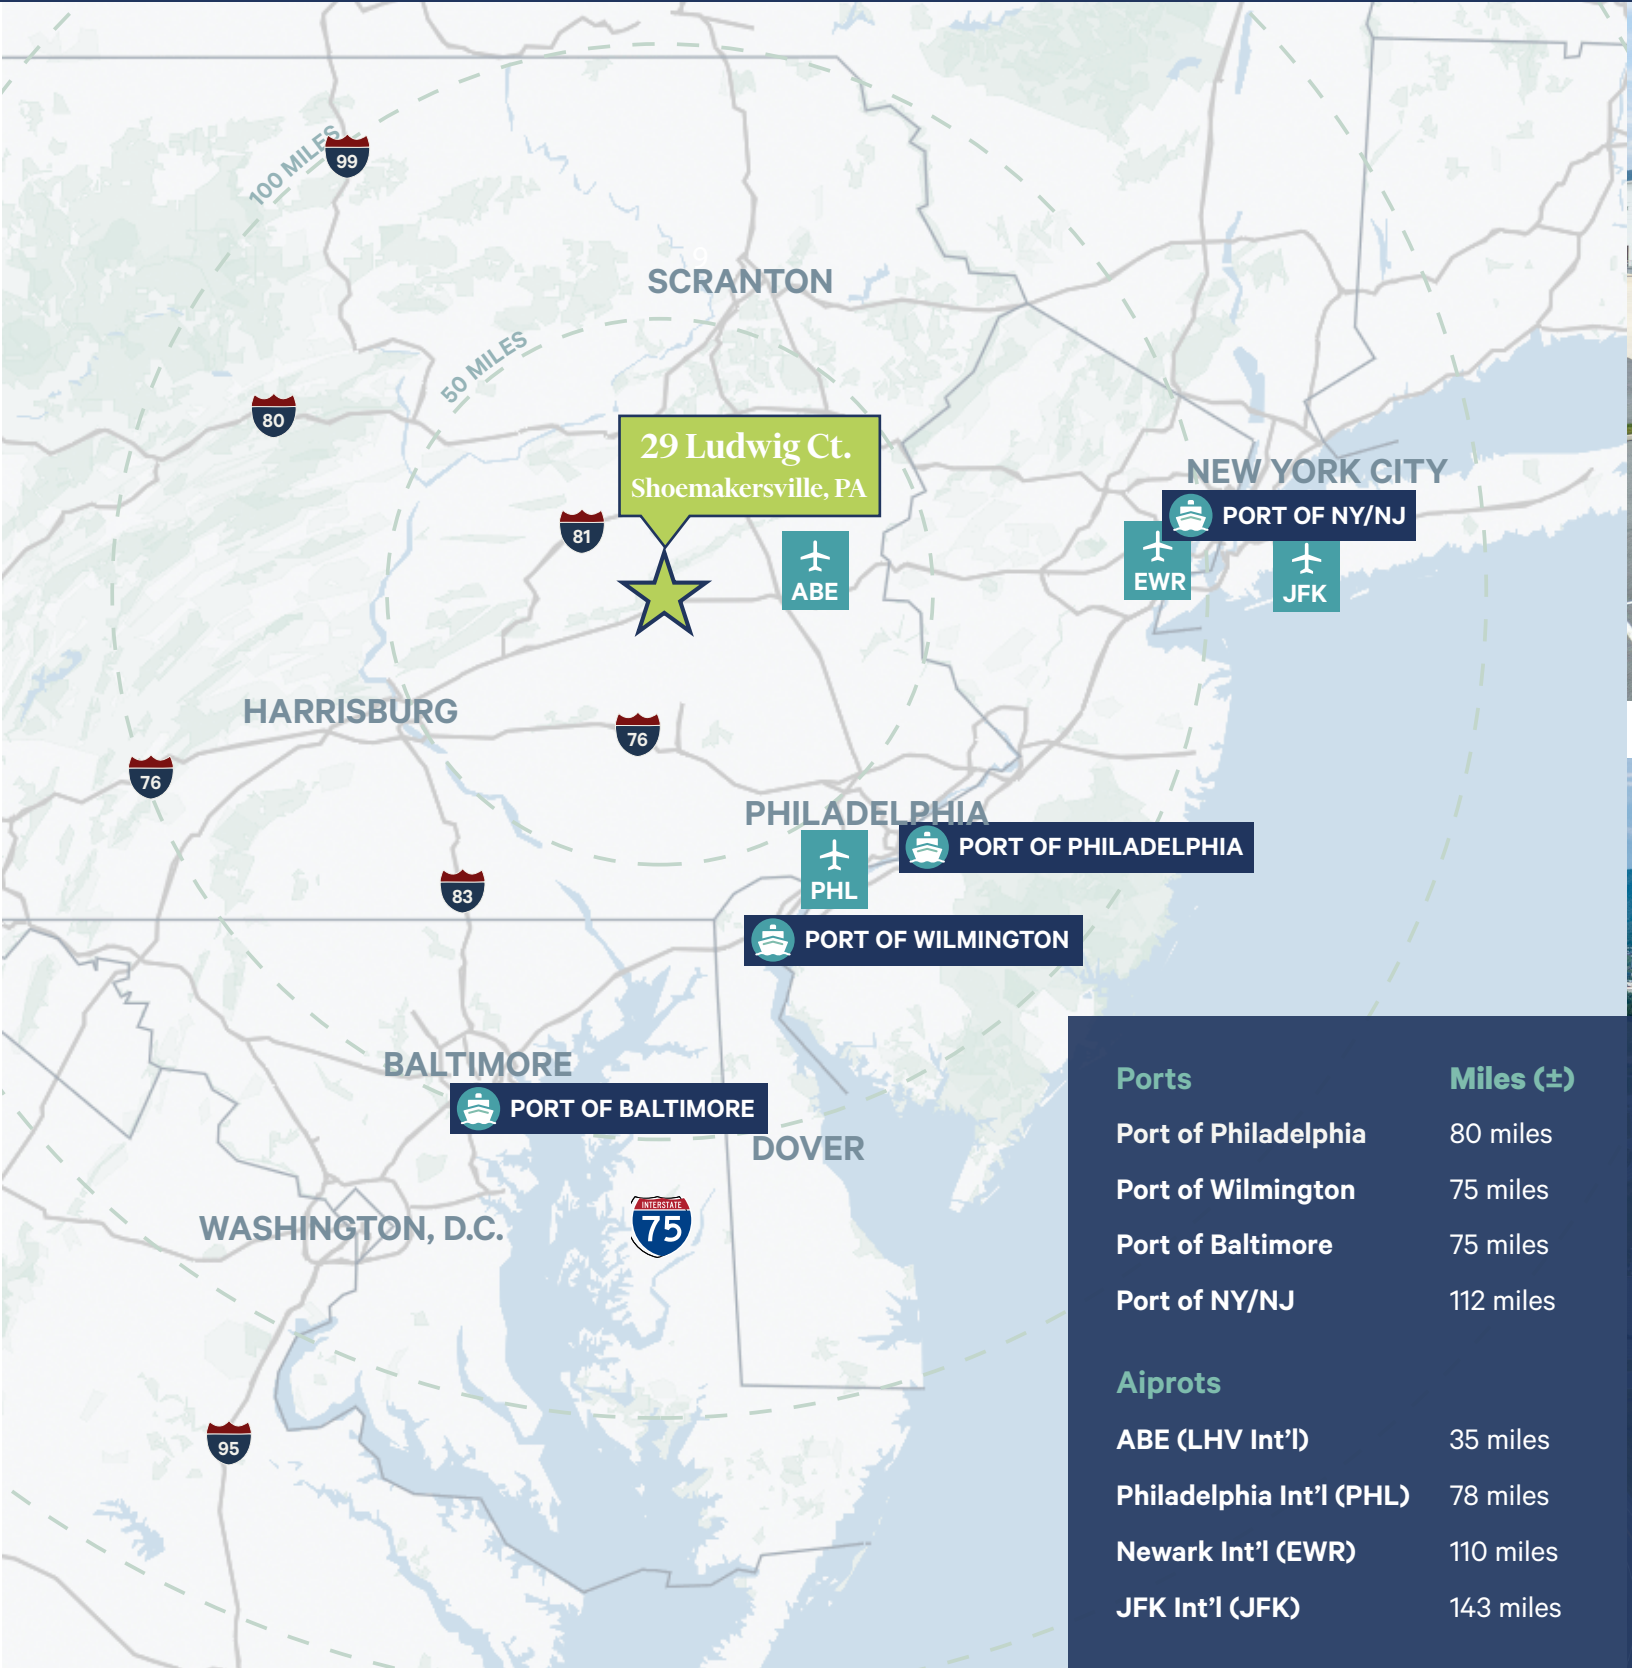 100 MILES
99
9
SCRANTON
50 MILES
80
29 Ludwig Ct.
Shoemakersville, PA
NEW YORK CITY
PORT OF NY/NJ
81
ABE
EWR
JFK
HARRISBURG
76
76
PHILADELPHIA
PORT OF PHILADELPHIA
PHL
83
PORT OF WILMINGTON
BALTIMORE
PORT OF BALTIMORE
DOVER
INTERSTATE
75
WASHINGTON, D.C.
95
Ports Miles (±)
Port of Philadelphia 80 miles
Port of Wilmington 75 miles
Port of Baltimore 75 miles
Port of NY/NJ 112 miles
Aiprots
ABE (LHV Int'l) 35 miles
Philadelphia Int'l (PHL) 78 miles
Newark Int'l (EWR) 110 miles
JFK Int'l (JFK) 143 miles